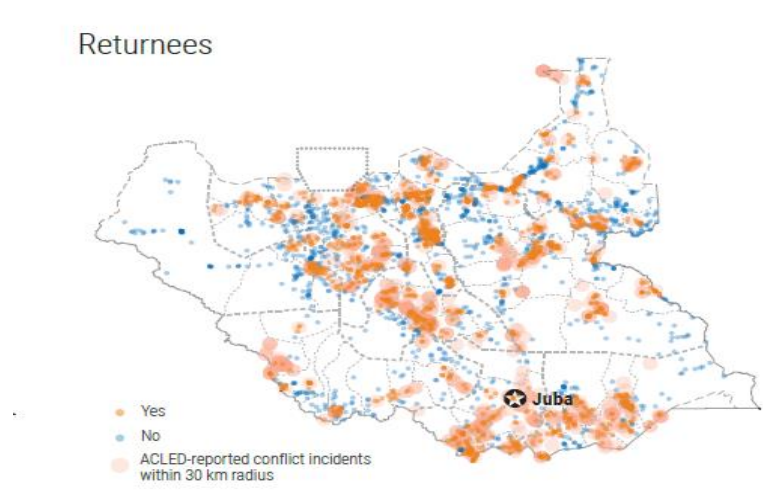 Returnees
Juba
Yes
No
ACLED-reported conflict incidents
within 30 km radius